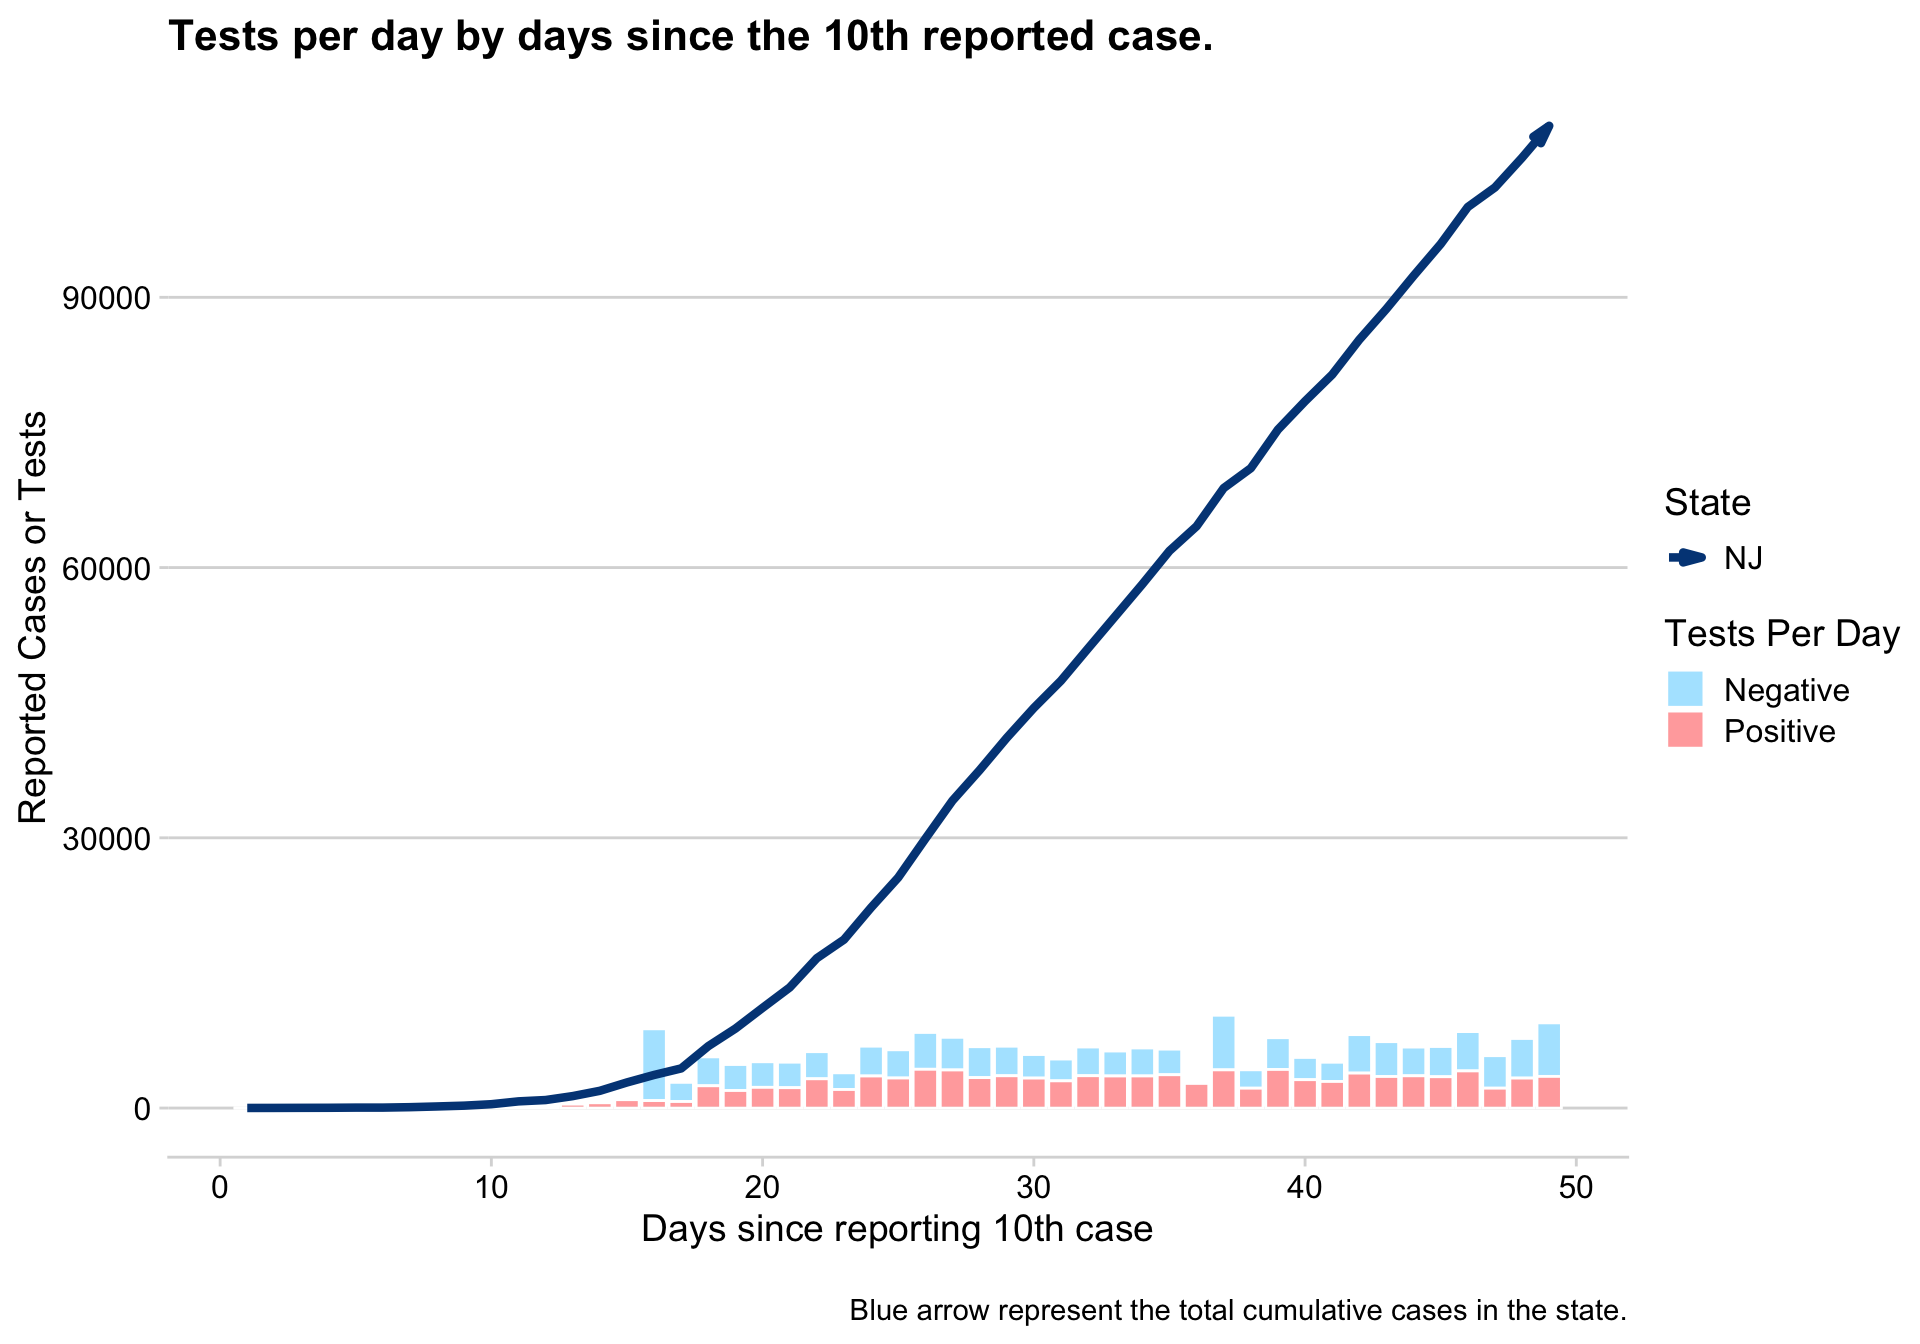 Tests per day by days since the 10th reported case.
Reported Cases or Tests
90000
60000
30000
0
0
10
20
30
40
50
Days since reporting 10th case
State
NJ
Tests Per Day
Negative
Positive
Blue arrow represent the total cumulative cases in the state.